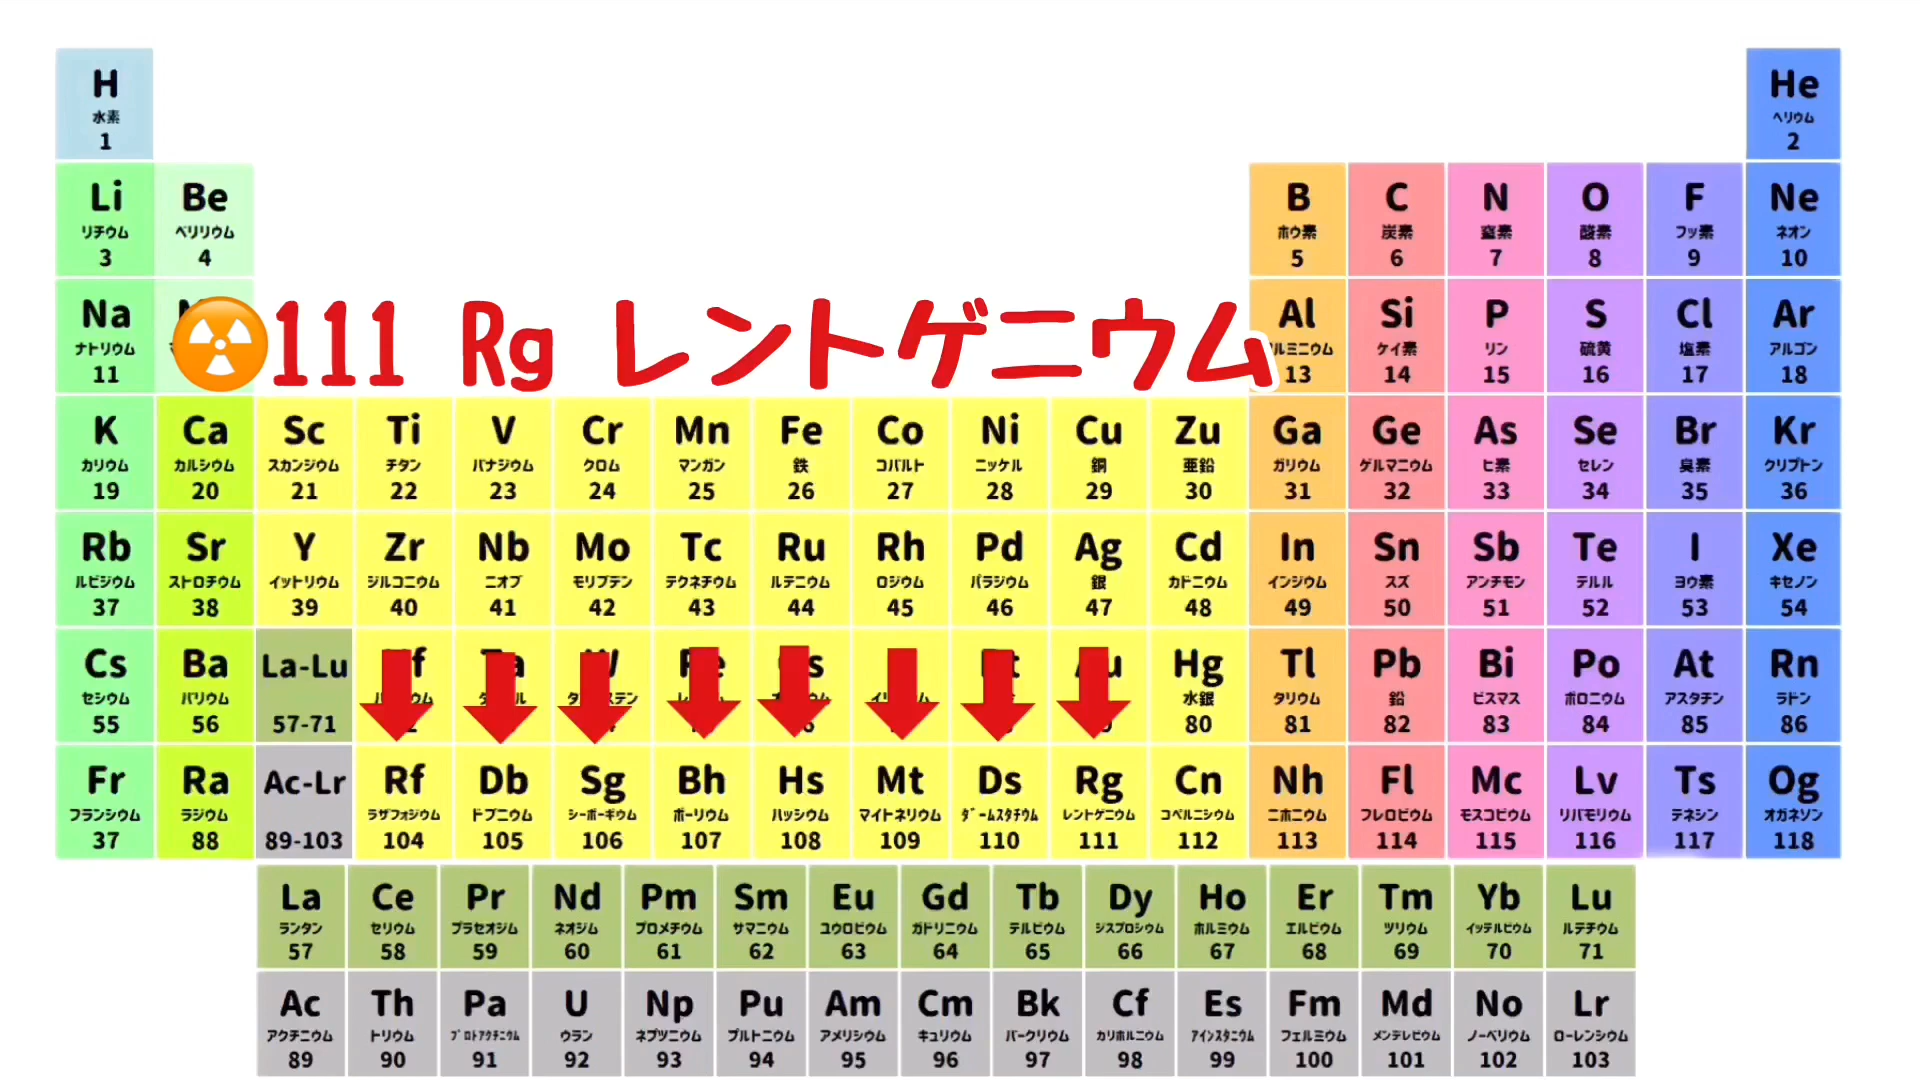 H He
水素 ヘリウム
1 2
Li Be B C N O F Ne
リチウム ベリリウム ホウ素 炭素 窒素 酸素 フッ素 ネオン
3 4 5 6 7 8 9 10
Na Al Si P S Cl Ar
☢111 Rg レントゲニウム
ナトリウム ルミニウム ケイ素 リン 硫黄 塩素 アルゴン
11 13 14 15 16 17 18
K Ca Sc Ti V Cr Mn Fe Co Ni Cu Zu Ga Ge As Se Br Kr
カリウム カルシウム スカンジウム チタン バナジウム クロム マンガン 鉄 コバルト ニッケル 銅 亜鉛 ガリウム ゲルマニウム ヒ素 セレン 臭素 クリプトン
19 20 21 22 23 24 25 26 27 28 29 30 31 32 33 34 35 36
Rb Sr Y Zr Nb Mo Tc Ru Rh Pd Ag Cd In Sn Sb Te I Xe
ルビジウム ストロチウム イットリウム ジルコニウム ニオブ モリブテン テクネチウム ルテニウム ロジウム パラジウム 銀 カドニウム インジウム スズ アンチモン テルル ヨウ素 キセノン
37 38 39 40 41 42 43 44 45 46 47 48 49 50 51 52 53 54
Cs Ba La-Lu Hg Tl Pb Bi Po At Rn
セシウム バリウム 水銀 タリウム 鉛 ビスマス ポロニウム アスタチン ラドン
55 56 57-71 80 81 82 83 84 85 86
Fr Ra Ac-Lr Rf Db Sg Bh Hs Mt Ds Rg Cn Nh Fl Mc Lv Ts Og
フランシウム ラジウム ラザフォジウム ドブニウム シーボーギウム ボーリウム ハッシウム マイトネリウム ダームスタチウム レントゲニウム コペルニシウム ニホニウム フレロビウム モスコビウム リバモリウム テネシン オガネソン
37 88 89-103 104 105 106 107 108 109 110 111 112 113 114 115 116 117 118
La Ce Pr Nd Pm Sm Eu Gd Tb Dy Ho Er Tm Yb Lu
ランタン セリウム プラセオジム ネオジム プロメチウム サマニウム ユウロビウム ガドリニウム テルビウム ジスプロシウム ホルミウム エルビウム ツリウム イッテルビウム ルテチウム
57 58 59 60 61 62 63 64 65 66 67 68 69 70 71
Ac Th Pa U Np Pu Am Cm Bk Cf Es Fm Md No Lr
アクチニウム トリウム プロトアクチニウム ウラン ネプツニウム プルトニウム アメリシウム キュリウム バークリウム カリホルニウム アインスタニウム フェルミウム メンデレビウム ノーベリウム ローレンシウム
89 90 91 92 93 94 95 96 97 98 99 100 101 102 103